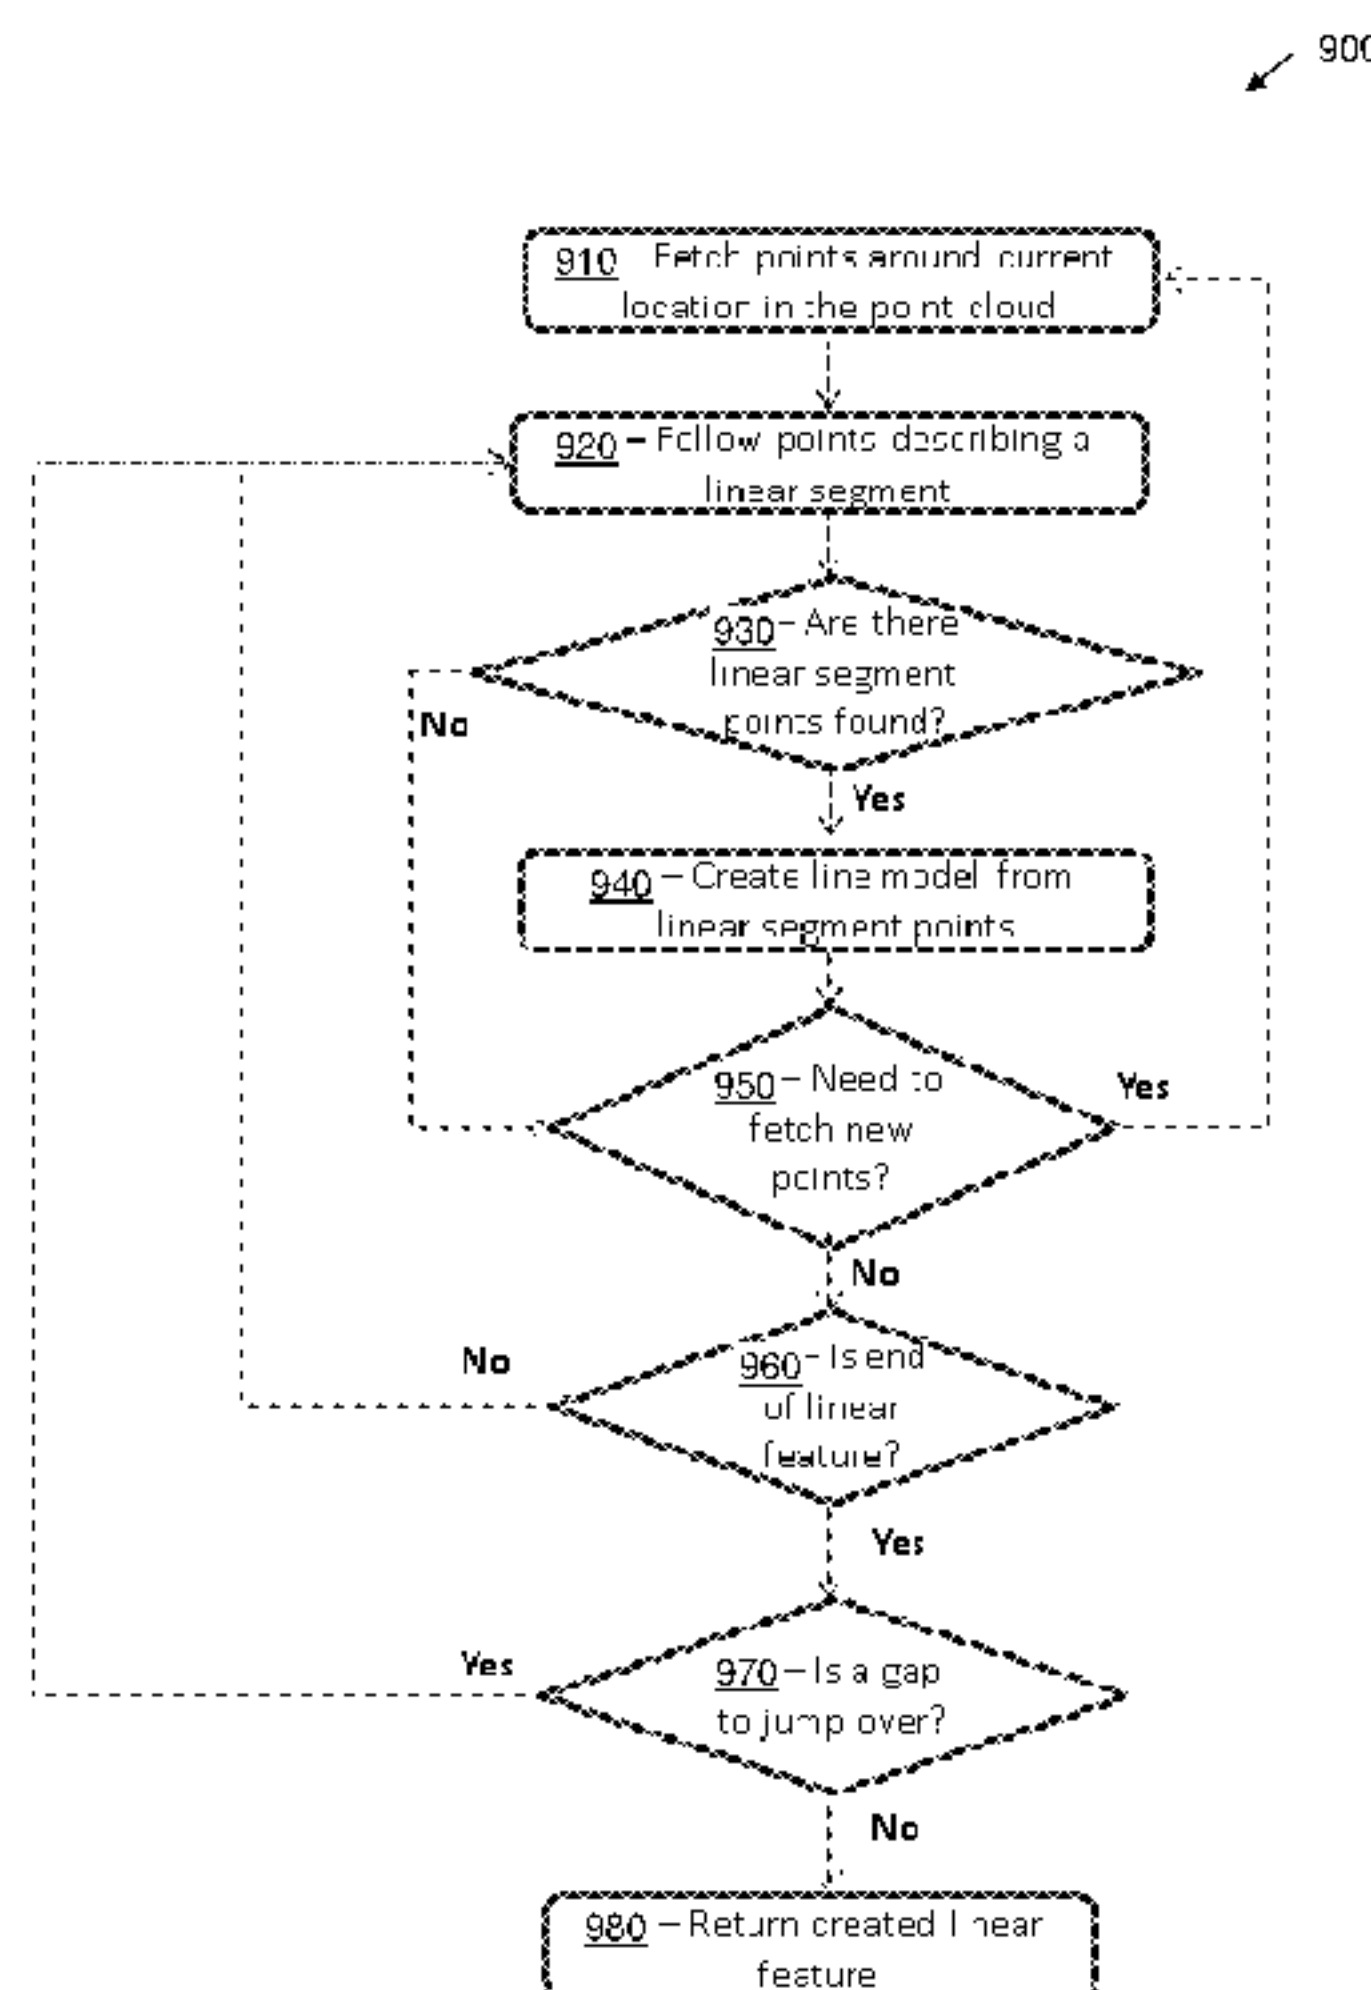 900
910 – Fetch points around current
location in the point cloud
920 – Follow points describing a
linear segment
930 – Are there
linear segment
points found?
No
Yes
940 – Create line model from
linear segment points
950 – Need to
fetch new
points?
Yes
No
960 – Is end
of linear
feature?
No
Yes
970 – Is a gap
to jump over?
Yes
No
980 – Return created linear
feature